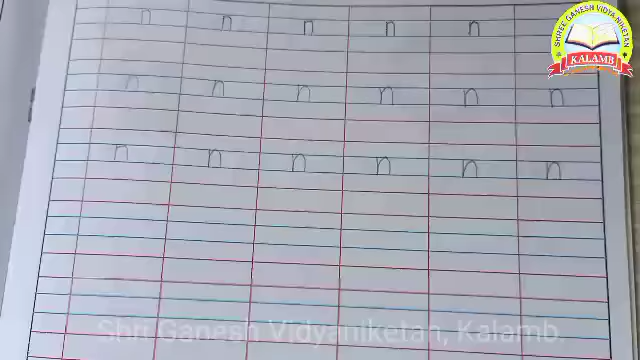 n n n n n
n n n n n n
n n n n n n
SHREE GANESH VIDYANIKETAN
KALAMB
Shri Ganesh Vidyaniketan, Kalamb